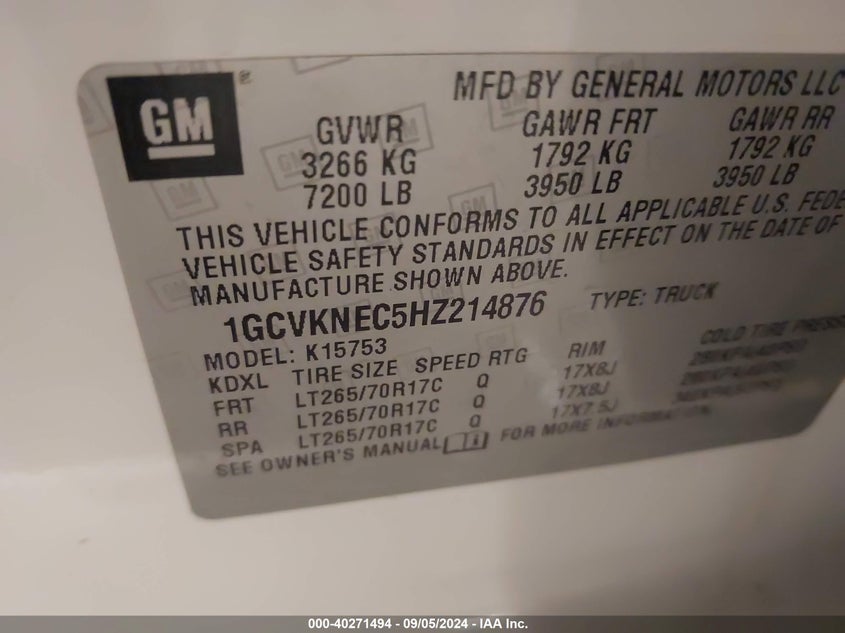 GM ®
MFD BY GENERAL MOTORS LLC
GVWR GAWR FRT GAWR RR
3266 KG 1792 KG 1792 KG
7200 LB 3950 LB 3950 LB
THIS VEHICLE CONFORMS TO ALL APPLICABLE U.S. FEDE
VEHICLE SAFETY STANDARDS IN EFFECT ON THE DATE OF
MANUFACTURE SHOWN ABOVE.
1GCVKNEC5HZ214876 TYPE: TRUCK
MODEL: K15753
KDXL TIRE SIZE SPEED RTG RIM COLD TIRE PRESS
FRT LT265/70R17C Q 17X8J
RR LT265/70R17C Q 17X8J
SPA LT265/70R17C Q 17X7.5J
SEE OWNER'S MANUAL FOR MORE INFORMATION
000-40271494 - 09/05/2024 - IAA Inc.